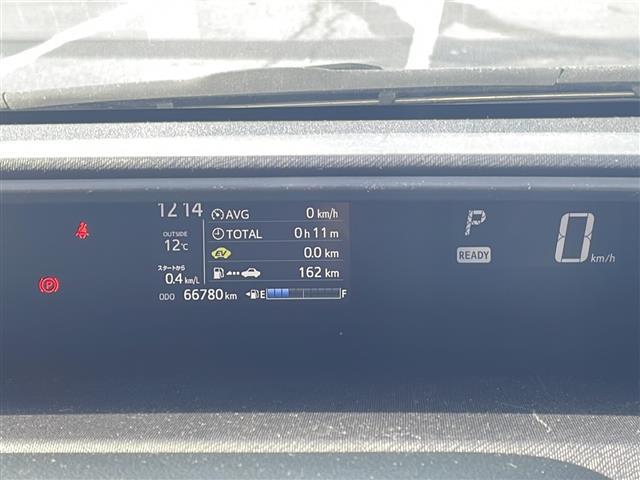 12 14
AVG 0 km/h
TOTAL 0 h 11 m
EV 0.0 km
162 km
OUTSIDE
12℃
スタートから
0.4 km/L
ODO 66780 km
E F
P
READY
0 km/h
P